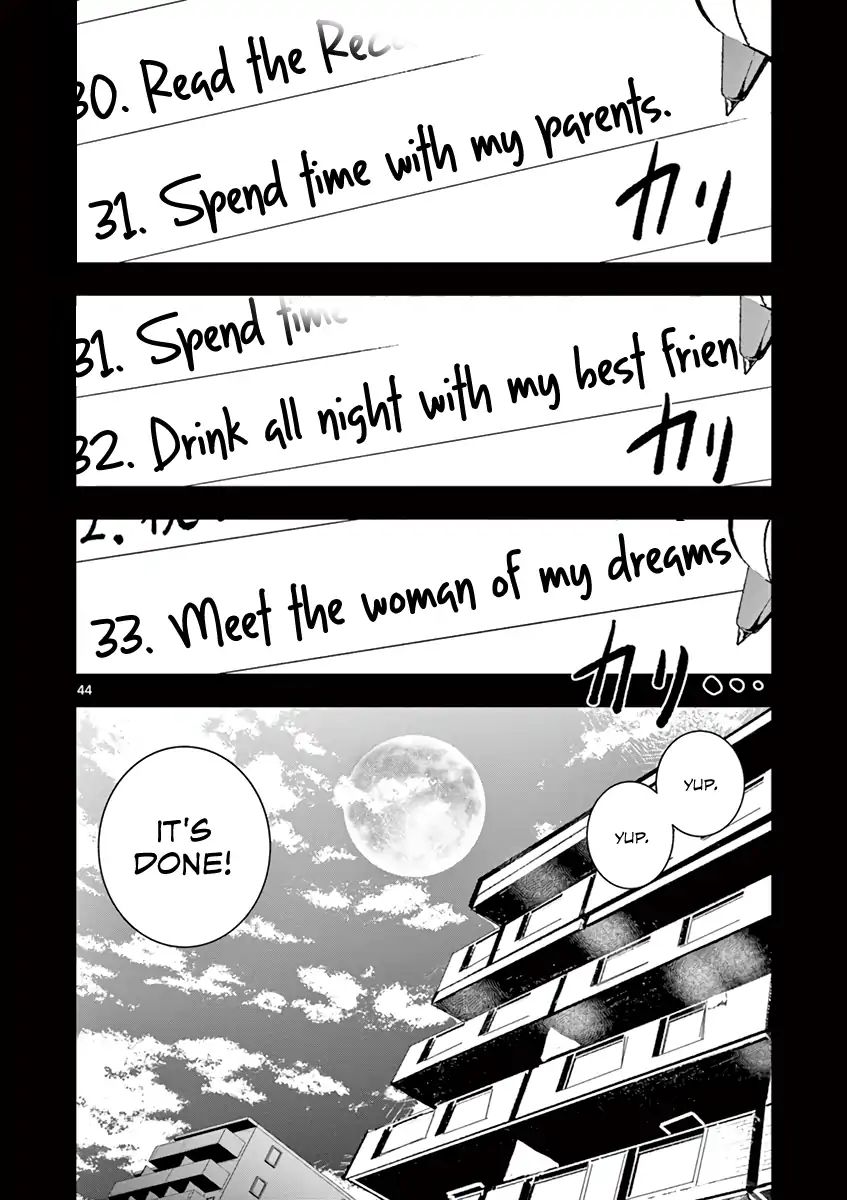 30. Read the Rec
31. Spend time with my parents.
カリ
31. Spend time
32. Drink all night with my best frien
カリ
33. Meet the woman of my dreams
カリ...
44
YUP.
YUP.
IT'S
DONE!